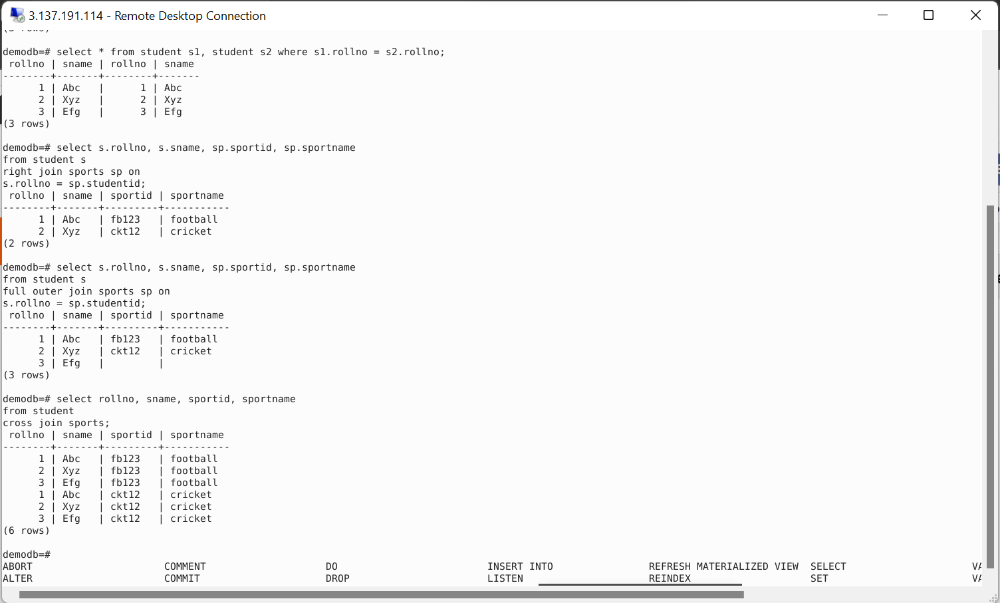 3.137.191.114 - Remote Desktop Connection
demodb=# select * from student s1, student s2 where s1.rollno = s2.rollno;
 rollno | sname | rollno | sname
--------+-------+--------+-------
      1 | Abc   |      1 | Abc
      2 | Xyz   |      2 | Xyz
      3 | Efg   |      3 | Efg
(3 rows)
demodb=# select s.rollno, s.sname, sp.sportid, sp.sportname
from student s
right join sports sp on
s.rollno = sp.studentid;
 rollno | sname | sportid | sportname
--------+-------+---------+-----------
      1 | Abc   | fb123   | football
      2 | Xyz   | ckt12   | cricket
(2 rows)
demodb=# select s.rollno, s.sname, sp.sportid, sp.sportname
from student s
full outer join sports sp on
s.rollno = sp.studentid;
 rollno | sname | sportid | sportname
--------+-------+---------+-----------
      1 | Abc   | fb123   | football
      2 | Xyz   | ckt12   | cricket
      3 | Efg   |         |
(3 rows)
demodb=# select rollno, sname, sportid, sportname
from student
cross join sports;
 rollno | sname | sportid | sportname
--------+-------+---------+-----------
      1 | Abc   | fb123   | football
      2 | Xyz   | fb123   | football
      3 | Efg   | fb123   | football
      1 | Abc   | ckt12   | cricket
      2 | Xyz   | ckt12   | cricket
      3 | Efg   | ckt12   | cricket
(6 rows)
demodb=#
ABORT COMMENT DO INSERT INTO REFRESH MATERIALIZED VIEW SELECT
ALTER COMMIT DROP LISTEN REINDEX SET